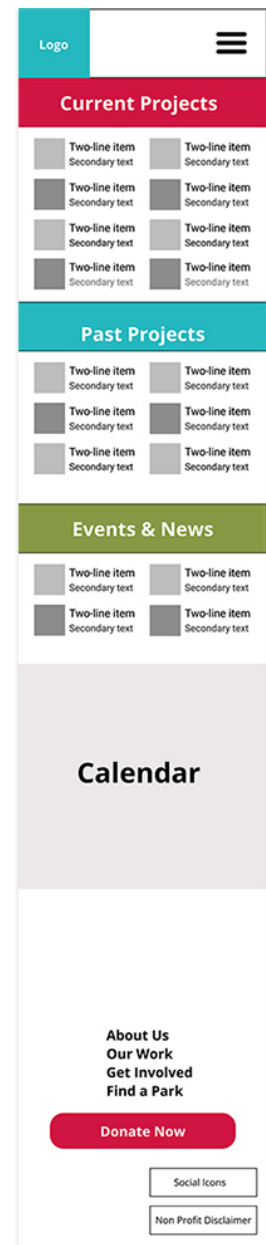 Logo
Current Projects
Two-line item Two-line item
Secondary text Secondary text
Two-line item Two-line item
Secondary text Secondary text
Two-line item Two-line item
Secondary text Secondary text
Two-line item Two-line item
Secondary text Secondary text
Past Projects
Two-line item Two-line item
Secondary text Secondary text
Two-line item Two-line item
Secondary text Secondary text
Two-line item Two-line item
Secondary text Secondary text
Events & News
Two-line item Two-line item
Secondary text Secondary text
Two-line item Two-line item
Secondary text Secondary text
Calendar
About Us
Our Work
Get Involved
Find a Park
Donate Now
Social Icons
Non Profit Disclaimer